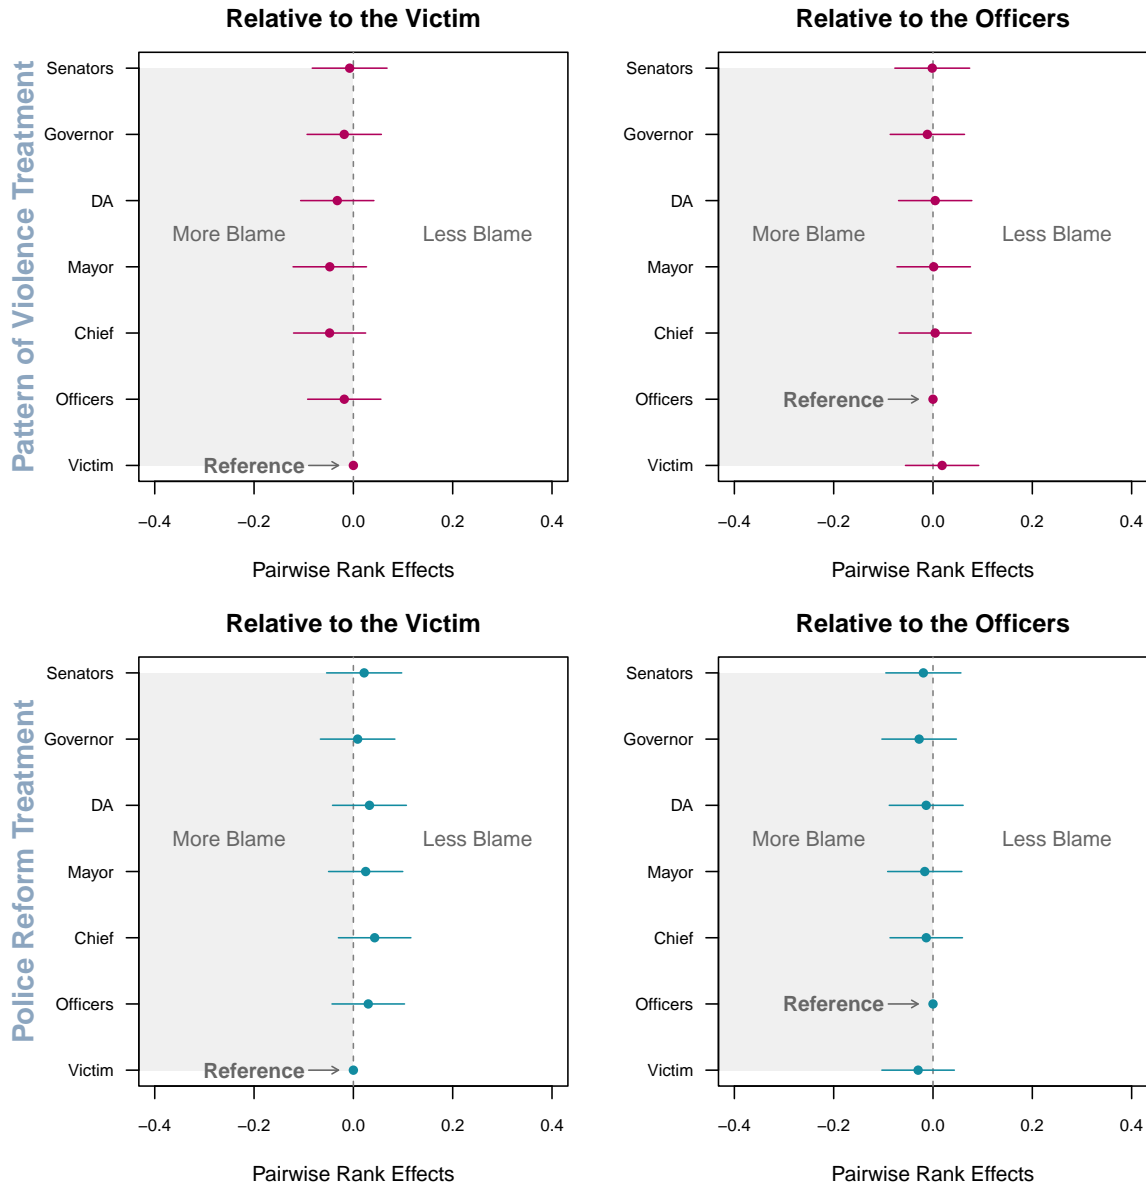 Pattern of Violence Treatment
Relative to the Victim
Senators
Governor
DA
More Blame
Less Blame
Mayor
Chief
Officers
Reference
Victim
−0.4
−0.2
0.0
0.2
0.4
Pairwise Rank Effects
Relative to the Officers
Senators
Governor
DA
More Blame
Less Blame
Mayor
Chief
Reference
Officers
Victim
−0.4
−0.2
0.0
0.2
0.4
Pairwise Rank Effects
Police Reform Treatment
Relative to the Victim
Senators
Governor
DA
More Blame
Less Blame
Mayor
Chief
Officers
Reference
Victim
−0.4
−0.2
0.0
0.2
0.4
Pairwise Rank Effects
Relative to the Officers
Senators
Governor
DA
More Blame
Less Blame
Mayor
Chief
Reference
Officers
Victim
−0.4
−0.2
0.0
0.2
0.4
Pairwise Rank Effects